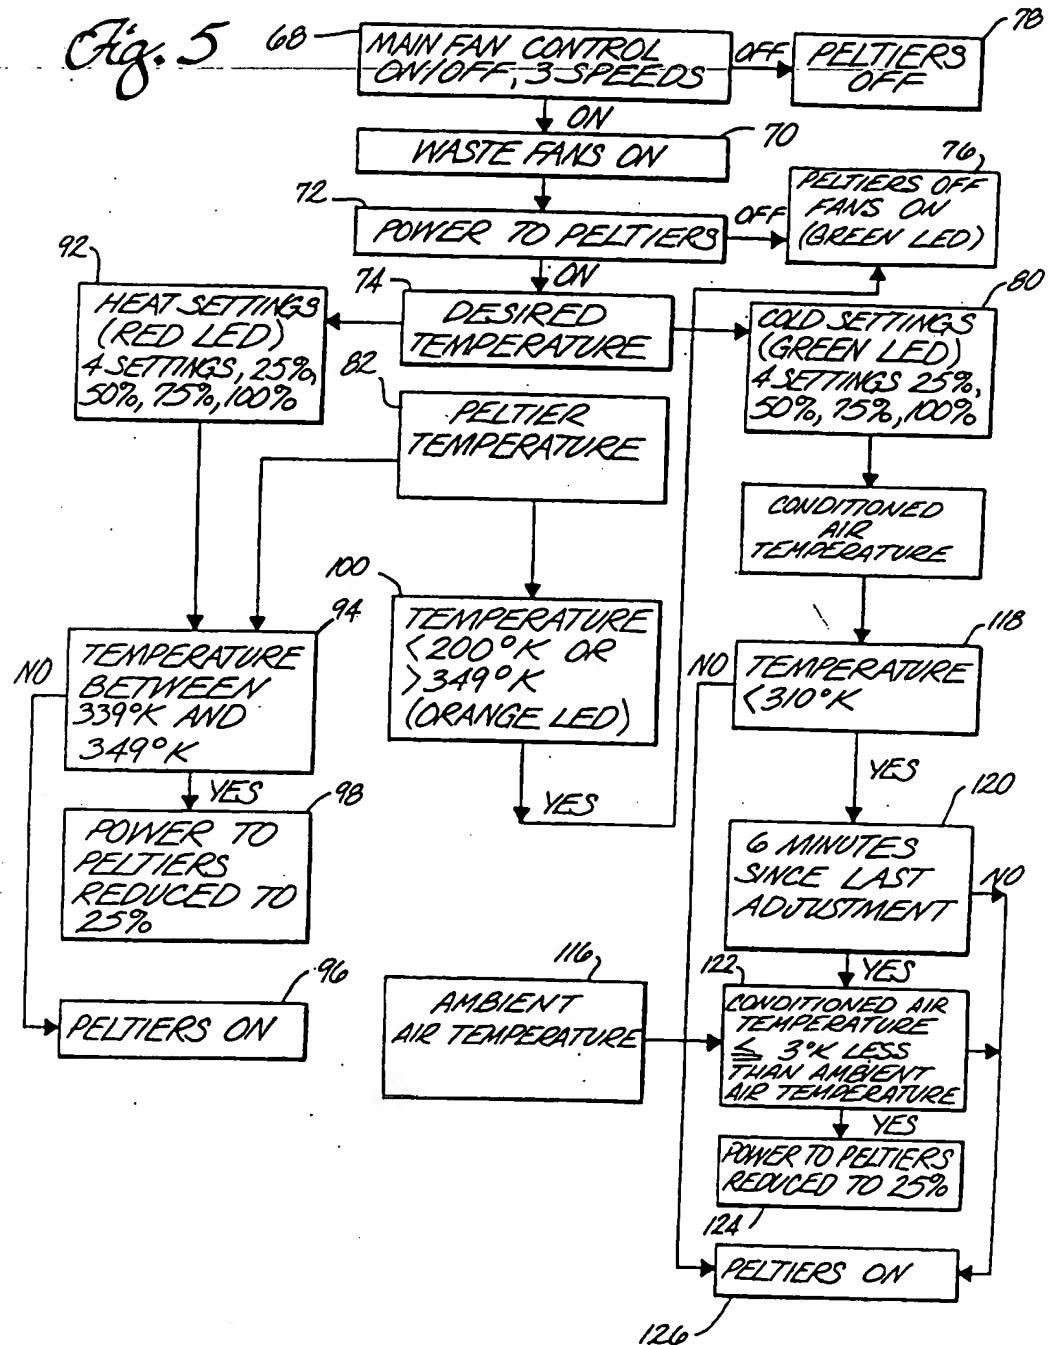 Fig. 5
68
MAIN FAN CONTROL
ON/OFF, 3 SPEEDS
OFF
78
PELTIERS
OFF
ON
70
WASTE FANS ON
72
POWER TO PELTIERS
OFF
76
PELTIERS OFF
FANS ON
(GREEN LED)
ON
92
HEAT SETTINGS
(RED LED)
4 SETTINGS, 25%,
50%, 75%, 100%
74
DESIRED
TEMPERATURE
80
COLD SETTINGS
(GREEN LED)
4 SETTINGS 25%,
50%, 75%, 100%
82
PELTIER
TEMPERATURE
CONDITIONED
AIR
TEMPERATURE
94
TEMPERATURE
BETWEEN
339°K AND
349°K
NO
YES
100
TEMPERATURE
<200°K OR
>349°K
(ORANGE LED)
YES
118
NO
TEMPERATURE
<310°K
YES
98
POWER TO
PELTIERS
REDUCED TO
25%
120
6 MINUTES
SINCE LAST
ADJUSTMENT
NO
YES
96
PELTIERS ON
116
AMBIENT
AIR TEMPERATURE
122
CONDITIONED AIR
TEMPERATURE
≤ 3°K LESS
THAN AMBIENT
AIR TEMPERATURE
YES
POWER TO PELTIERS
REDUCED TO 25%
124
PELTIERS ON
126